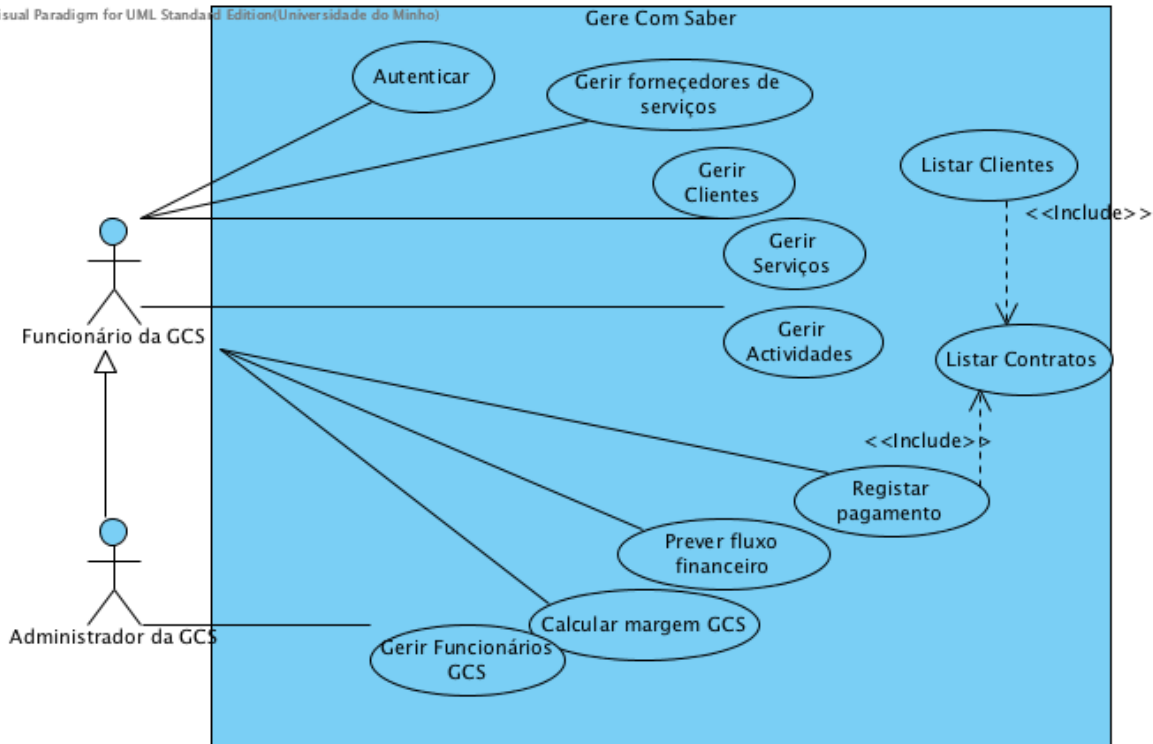 isual Paradigm for UML Standard Edition(Universidade do Minho)
Gere Com Saber
Autenticar
Gerir forneçedores de
serviços
Gerir
Clientes
Listar Clientes
<<Include>>
Gerir
Serviços
Funcionário da GCS
Gerir
Actividades
Listar Contratos
<<Include>>
Registar
pagamento
Prever fluxo
financeiro
Calcular margem GCS
Administrador da GCS
Gerir Funcionários
GCS